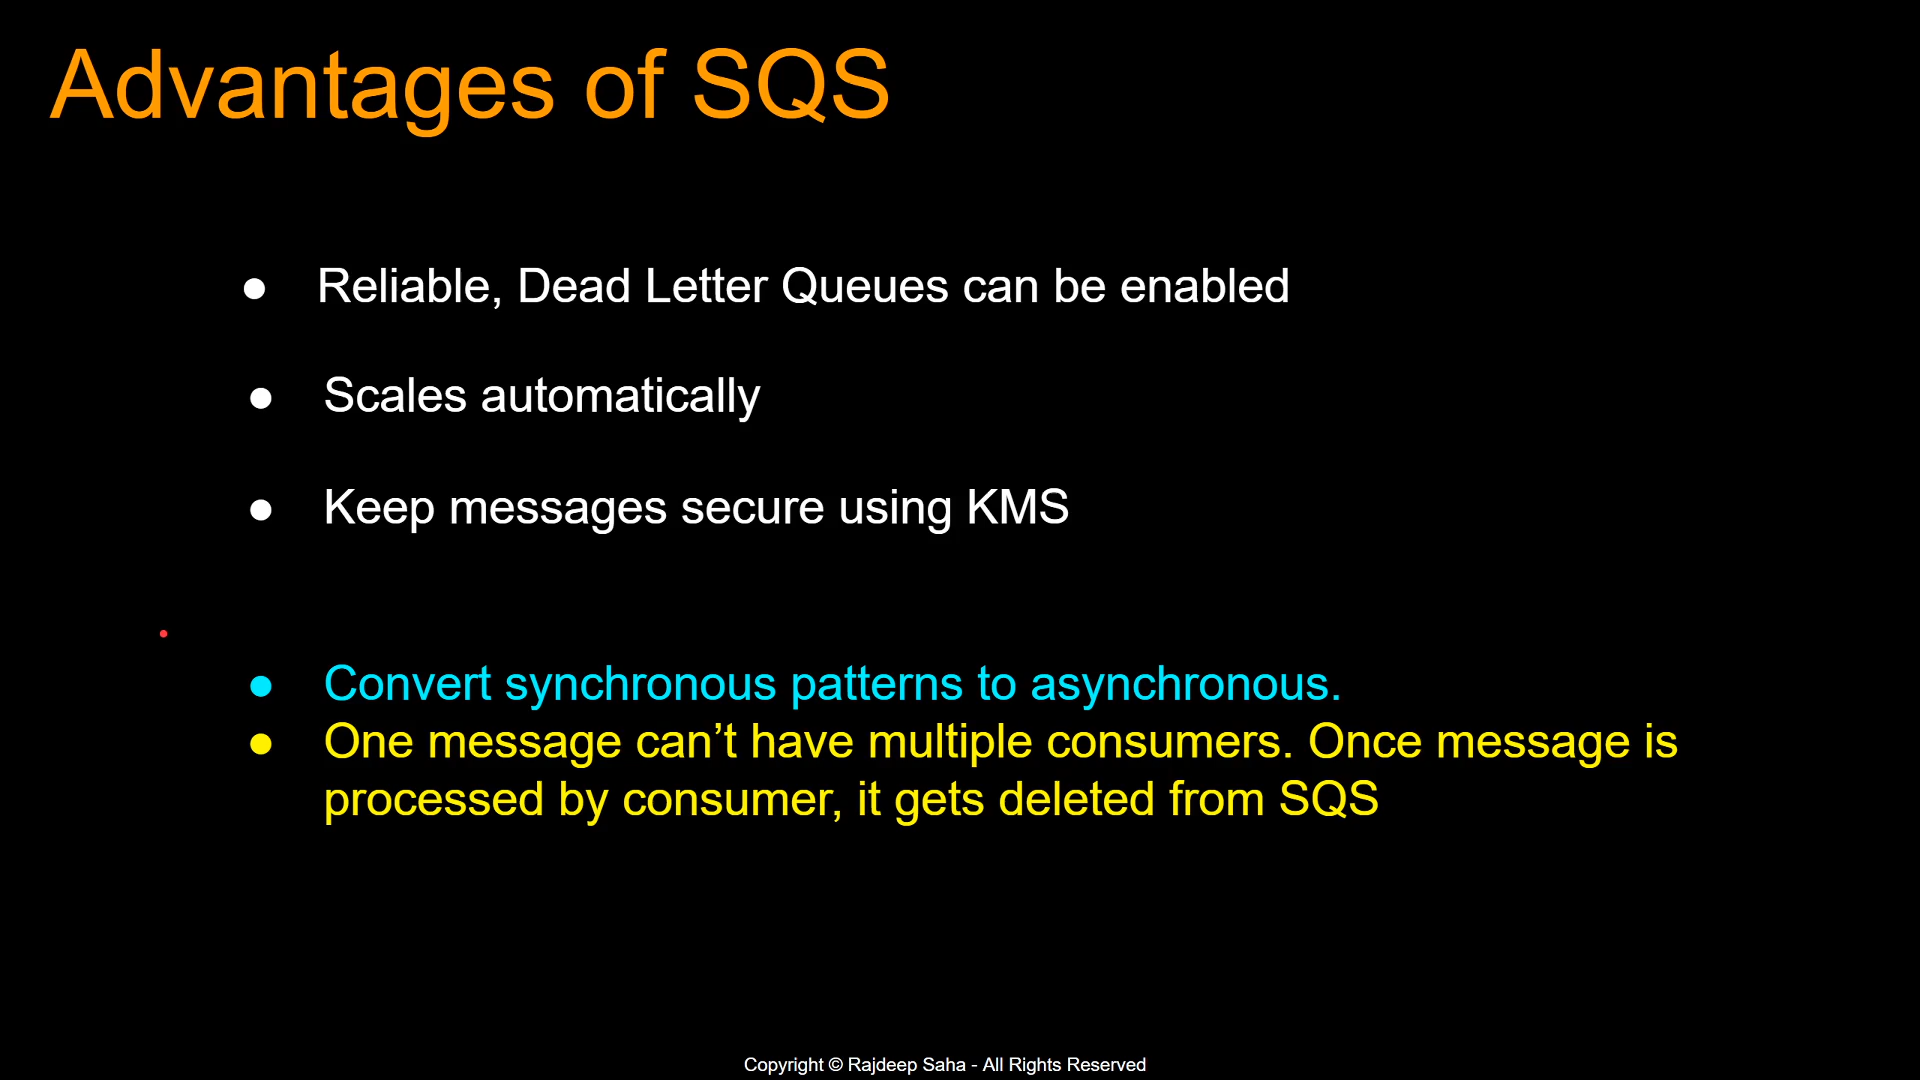 Advantages of SQS
● Reliable, Dead Letter Queues can be enabled
● Scales automatically
● Keep messages secure using KMS
● Convert synchronous patterns to asynchronous.
● One message can’t have multiple consumers. Once message is
processed by consumer, it gets deleted from SQS
Copyright © Rajdeep Saha - All Rights Reserved